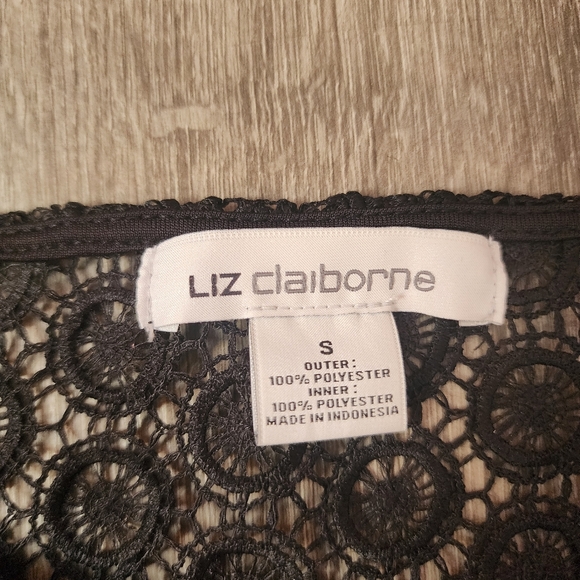 LIZ claiborne
S
OUTER:
100% POLYESTER
INNER:
100% POLYESTER
MADE IN INDONESIA